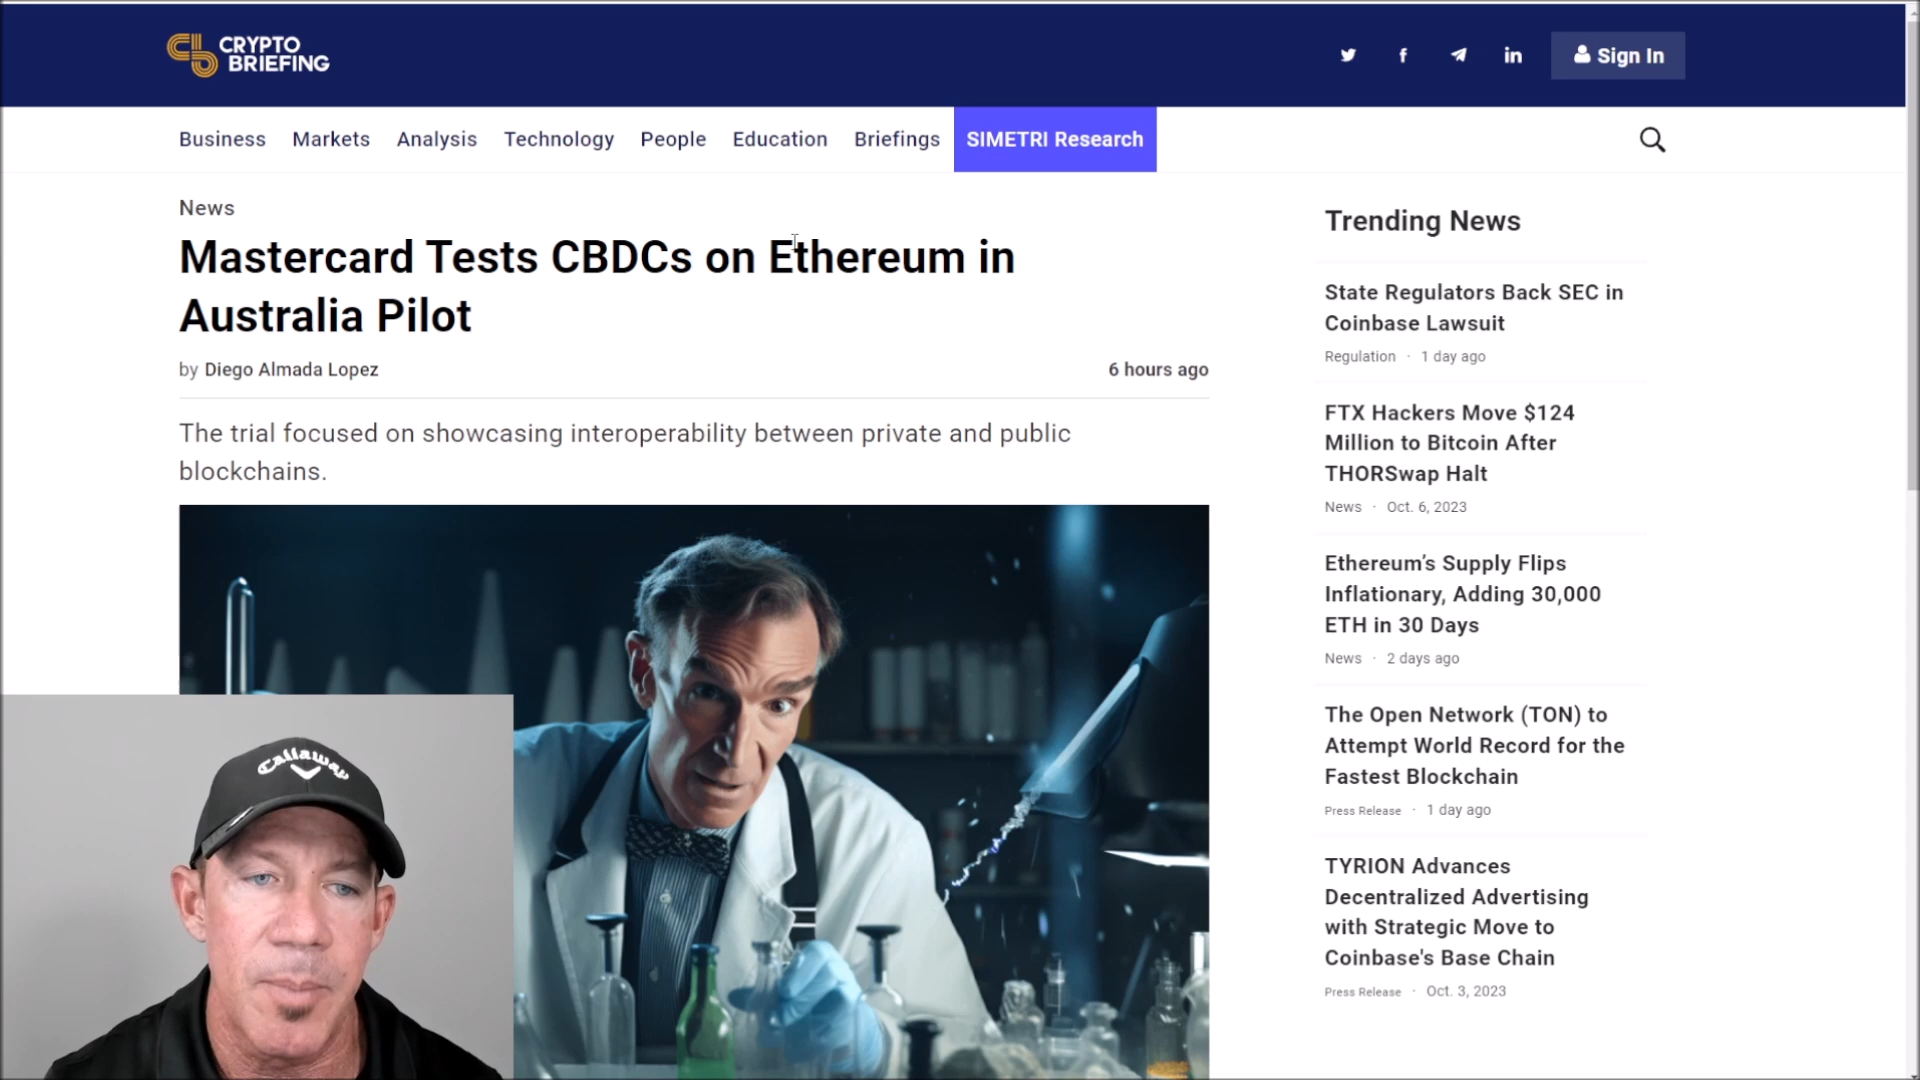 CRYPTO
BRIEFING
Sign In
Business Markets Analysis Technology People Education Briefings SIMETRI Research
News
Mastercard Tests CBDCs on Ethereum in
Australia Pilot
by Diego Almada Lopez 6 hours ago
The trial focused on showcasing interoperability between private and public
blockchains.
Callaway
Trending News
State Regulators Back SEC in
Coinbase Lawsuit
Regulation · 1 day ago
FTX Hackers Move $124
Million to Bitcoin After
THORSwap Halt
News · Oct. 6, 2023
Ethereum’s Supply Flips
Inflationary, Adding 30,000
ETH in 30 Days
News · 2 days ago
The Open Network (TON) to
Attempt World Record for the
Fastest Blockchain
Press Release · 1 day ago
TYRION Advances
Decentralized Advertising
with Strategic Move to
Coinbase's Base Chain
Press Release · Oct. 3, 2023